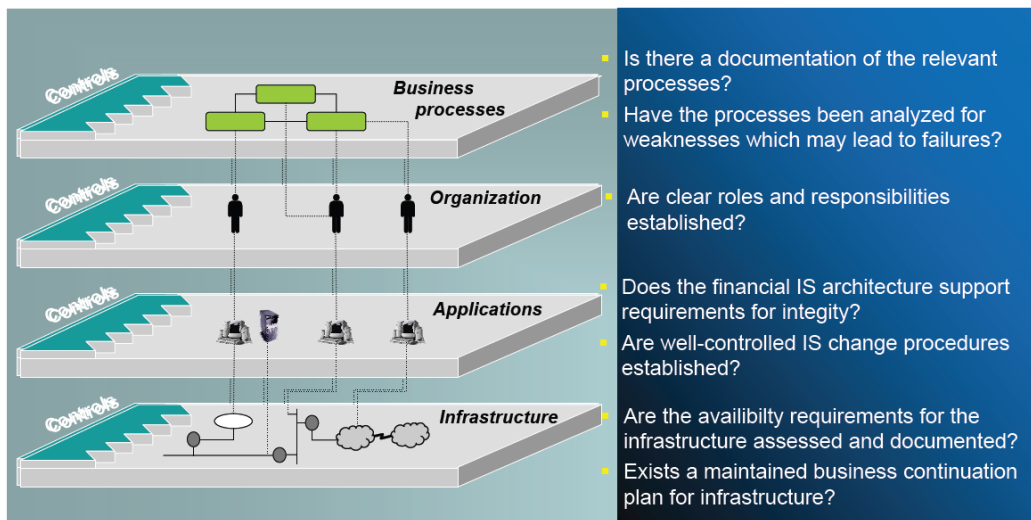 Controls
Business
processes
Is there a documentation of the relevant
processes?
Have the processes been analyzed for
weaknesses which may lead to failures?
Controls
Organization
Are clear roles and responsibilities
established?
Controls
Applications
Does the financial IS architecture support
requirements for integity?
Are well-controlled IS change procedures
established?
Controls
Infrastructure
Are the availibilty requirements for the
infrastructure assessed and documented?
Exists a maintained business continuation
plan for infrastructure?